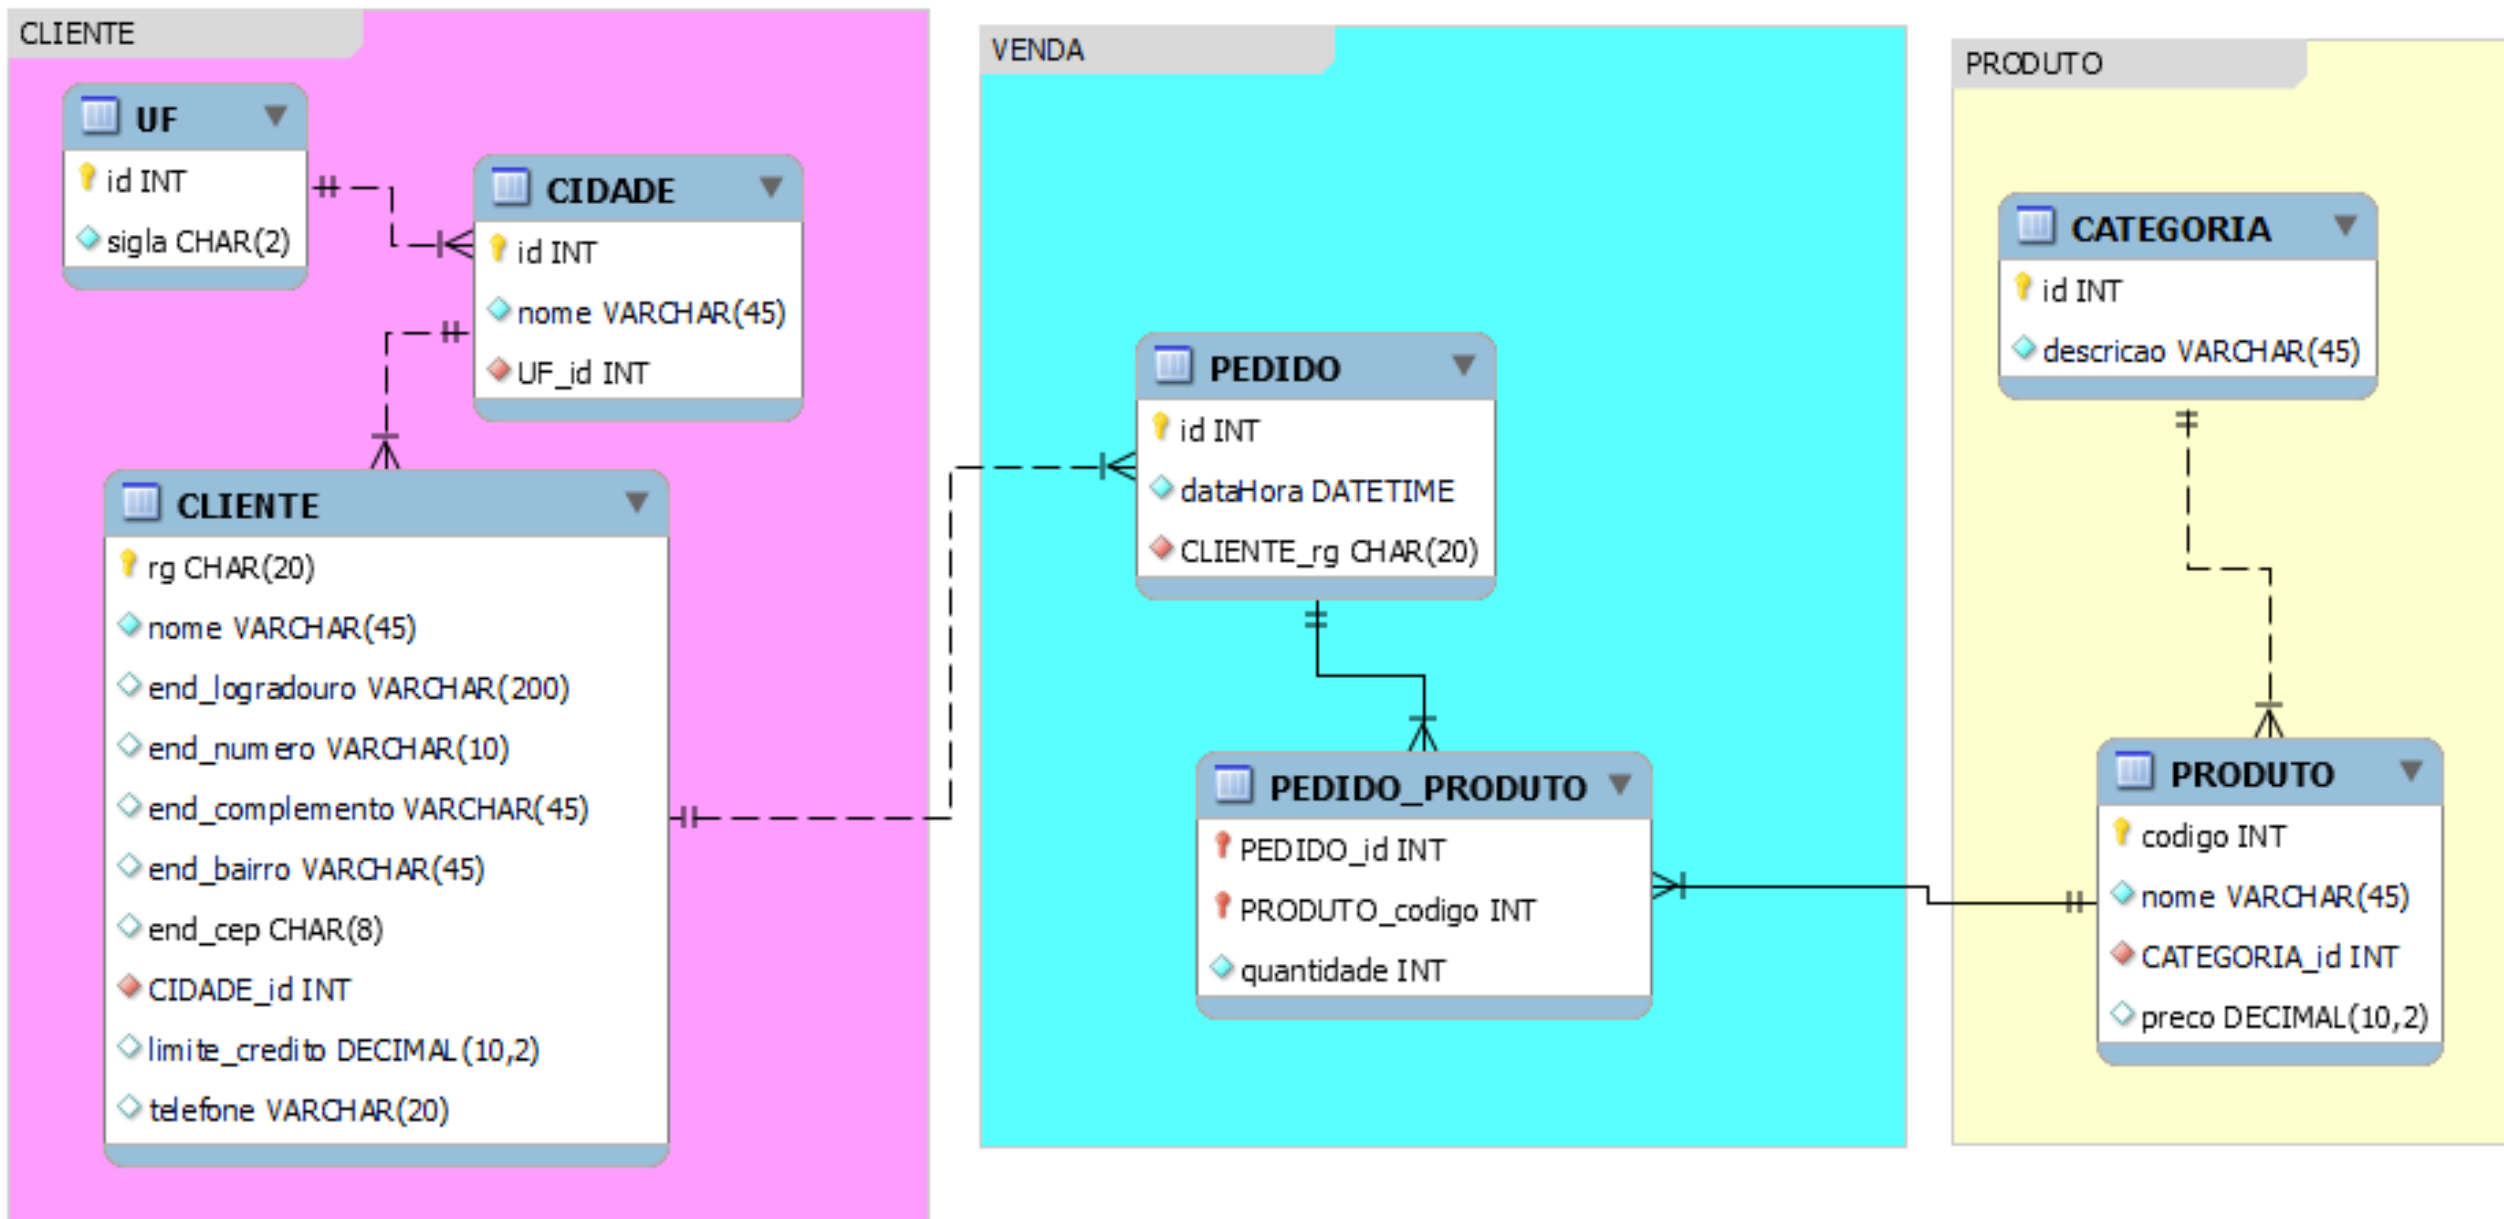 CLIENTE
UF
id INT
sigla CHAR(2)
CIDADE
id INT
nome VARCHAR(45)
UF_id INT
CLIENTE
rg CHAR(20)
nome VARCHAR(45)
end_logradouro VARCHAR(200)
end_numero VARCHAR(10)
end_complemento VARCHAR(45)
end_bairro VARCHAR(45)
end_cep CHAR(8)
CIDADE_id INT
limite_credito DECIMAL(10,2)
telefone VARCHAR(20)
VENDA
PEDIDO
id INT
dataHora DATETIME
CLIENTE_rg CHAR(20)
PEDIDO_PRODUTO
PEDIDO_id INT
PRODUTO_codigo INT
quantidade INT
PRODUTO
CATEGORIA
id INT
descricao VARCHAR(45)
PRODUTO
codigo INT
nome VARCHAR(45)
CATEGORIA_id INT
preco DECIMAL(10,2)